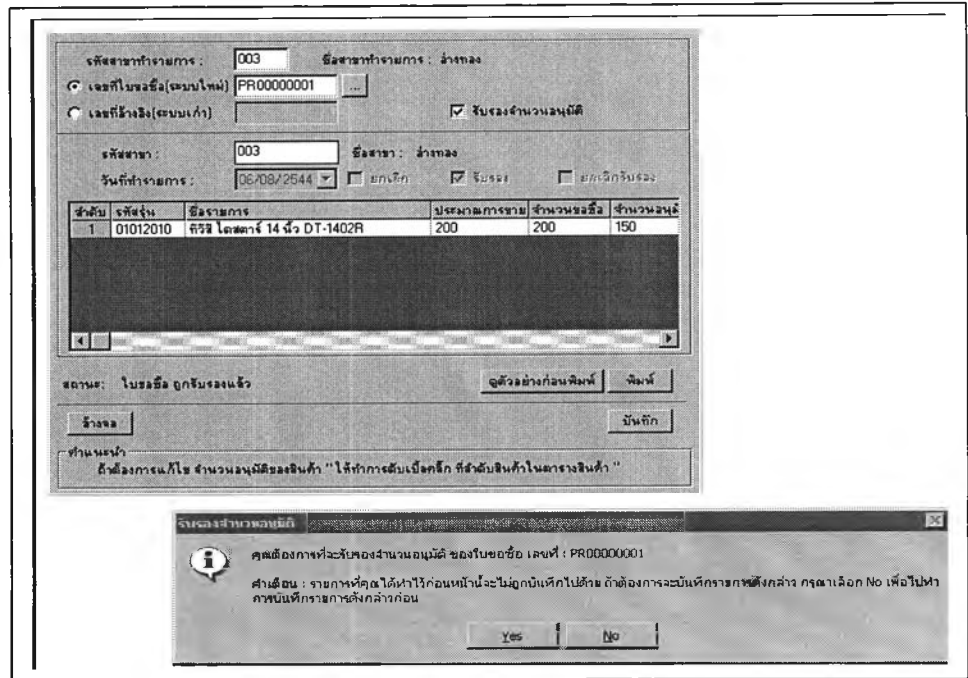 รหัสสาขาทำรายการ : 003 ชื่อสาขาทำรายการ : อ่างทอง
เลขที่ใบขอซื้อ(ระบบใหม่) PR00000001 ...
เลขที่อ้างอิง(ระบบเก่า) รับรองจำนวนอนุมัติ
รหัสสาขา : 003 ชื่อสาขา : อ่างทอง
วันที่ทำรายการ : 06/08/2544 ยกเลิก รับรอง ยกเลิกรับรอง
ลำดับ รหัสรุ่น ชื่อรายการ ประมาณการขาย จำนวนขอซื้อ จำนวนอนุมั
1 01012010 ทีวีสี ไดสตาร์ 14 นิ้ว DT-1402R 200 200 150
สถานะ: ใบขอซื้อ ถูกรับรองแล้ว ดูตัวอย่างก่อนพิมพ์ พิมพ์
ล้างจอ บันทึก
คำแนะนำ
ถ้าต้องการแก้ไข จำนวนอนุมัติของสินค้า " ให้ทำการดับเบิ้ลคลิ๊ก ที่ลำดับสินค้าในตารางสินค้า "
รับรองจำนวนอนุมัติ
คุณต้องการที่จะรับรองจำนวนอนุมัติ ของใบขอซื้อ เลขที่ : PR00000001
คำเตือน : รายการที่คุณได้ทำไว้ก่อนหน้านี้จะไม่ถูกบันทึกไปด้วย ถ้าต้องการจะบันทึกรายการดังกล่าว กรุณาเลือก No เพื่อไปทำ
การบันทึกรายการดังกล่าวก่อน
Yes No